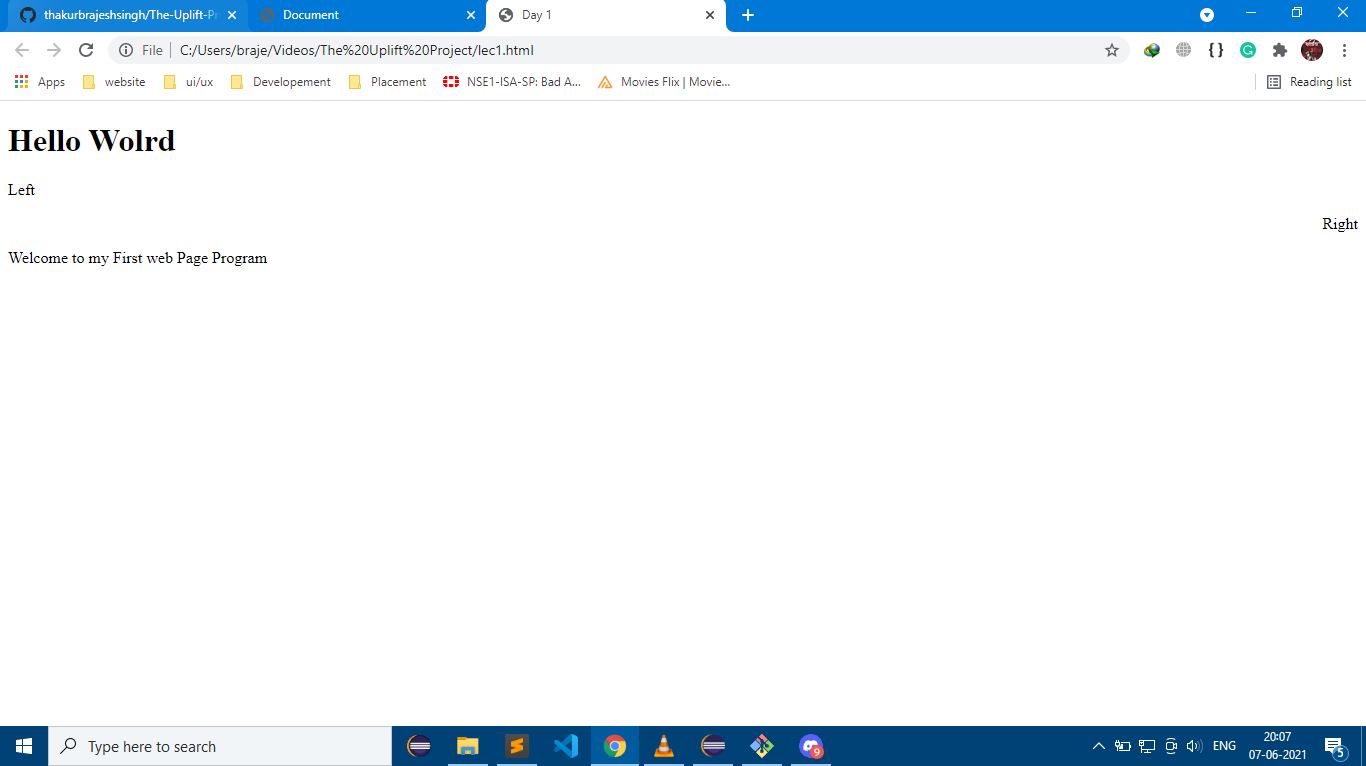 thakurbrajeshsingh/The-Uplift-Pr
Document
Day 1
File
C:/Users/braje/Videos/The%20Uplift%20Project/lec1.html
Apps
website
ui/ux
Developement
Placement
NSE1-ISA-SP: Bad A...
Movies Flix | Movie...
Reading list
Hello Wolrd
Left
Right
Welcome to my First web Page Program
Type here to search
9
ENG
20:07
07-06-2021
5